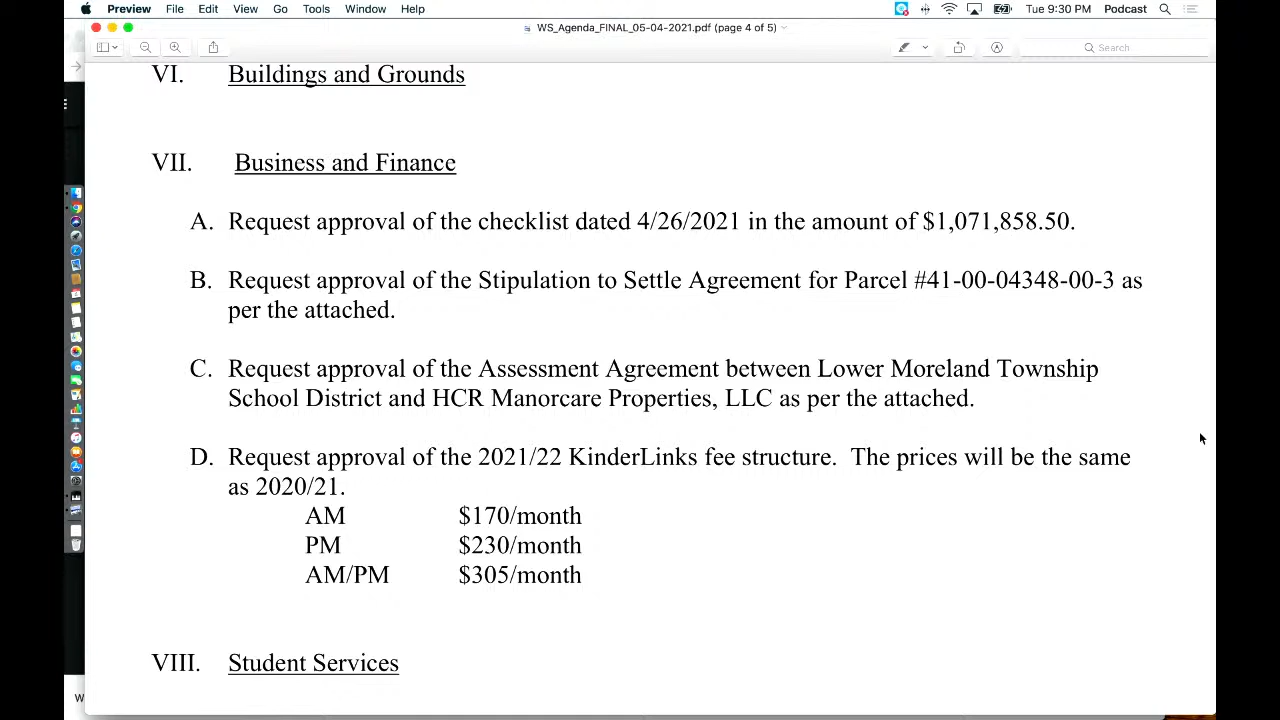 Preview File Edit View Go Tools Window Help Tue 9:30 PM Podcast
WS_Agenda_FINAL_05-04-2021.pdf (page 4 of 5)
Search
VI. Buildings and Grounds
VII. Business and Finance
A. Request approval of the checklist dated 4/26/2021 in the amount of $1,071,858.50.
B. Request approval of the Stipulation to Settle Agreement for Parcel #41-00-04348-00-3 as
per the attached.
C. Request approval of the Assessment Agreement between Lower Moreland Township
School District and HCR Manorcare Properties, LLC as per the attached.
D. Request approval of the 2021/22 KinderLinks fee structure. The prices will be the same
as 2020/21.
AM $170/month
PM $230/month
AM/PM $305/month
VIII. Student Services
W